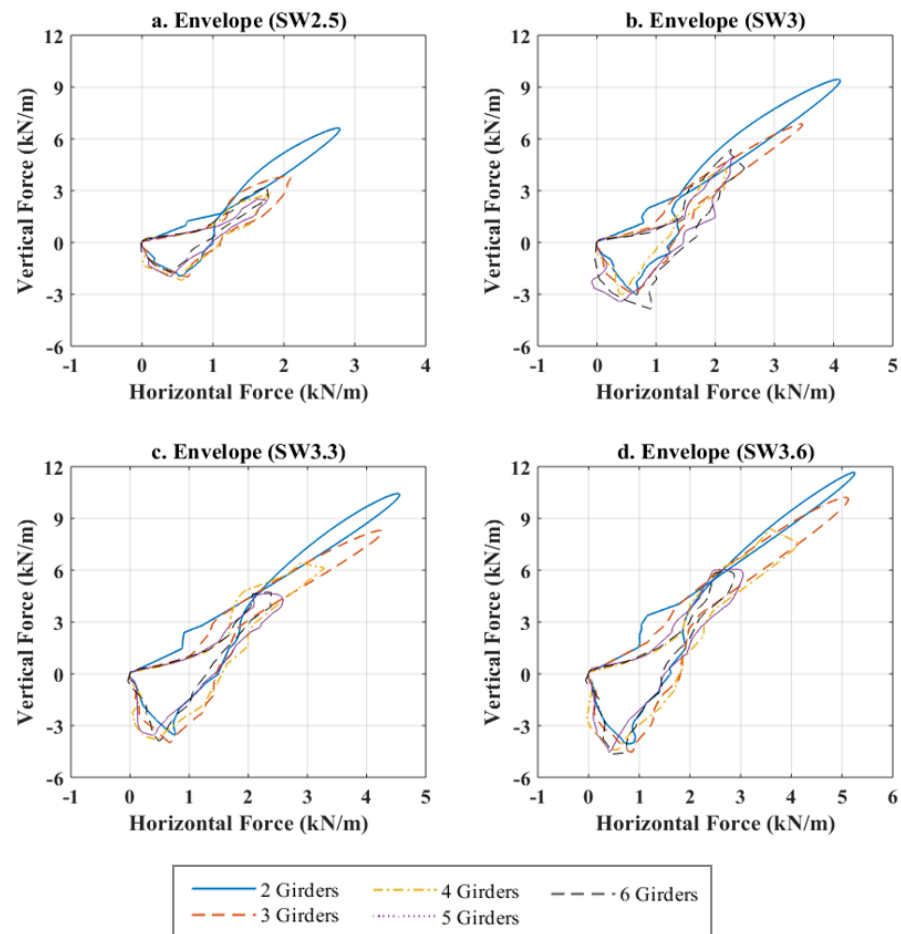 a. Envelope (SW2.5)
12
9
6
3
0
-3
-6
Vertical Force (kN/m)
-1 0 1 2 3 4
Horizontal Force (kN/m)
b. Envelope (SW3)
12
9
6
3
0
-3
-6
Vertical Force (kN/m)
-1 0 1 2 3 4 5
Horizontal Force (kN/m)
c. Envelope (SW3.3)
12
9
6
3
0
-3
-6
Vertical Force (kN/m)
-1 0 1 2 3 4 5
Horizontal Force (kN/m)
d. Envelope (SW3.6)
12
9
6
3
0
-3
-6
Vertical Force (kN/m)
-1 0 1 2 3 4 5 6
Horizontal Force (kN/m)
2 Girders 4 Girders 6 Girders
3 Girders 5 Girders